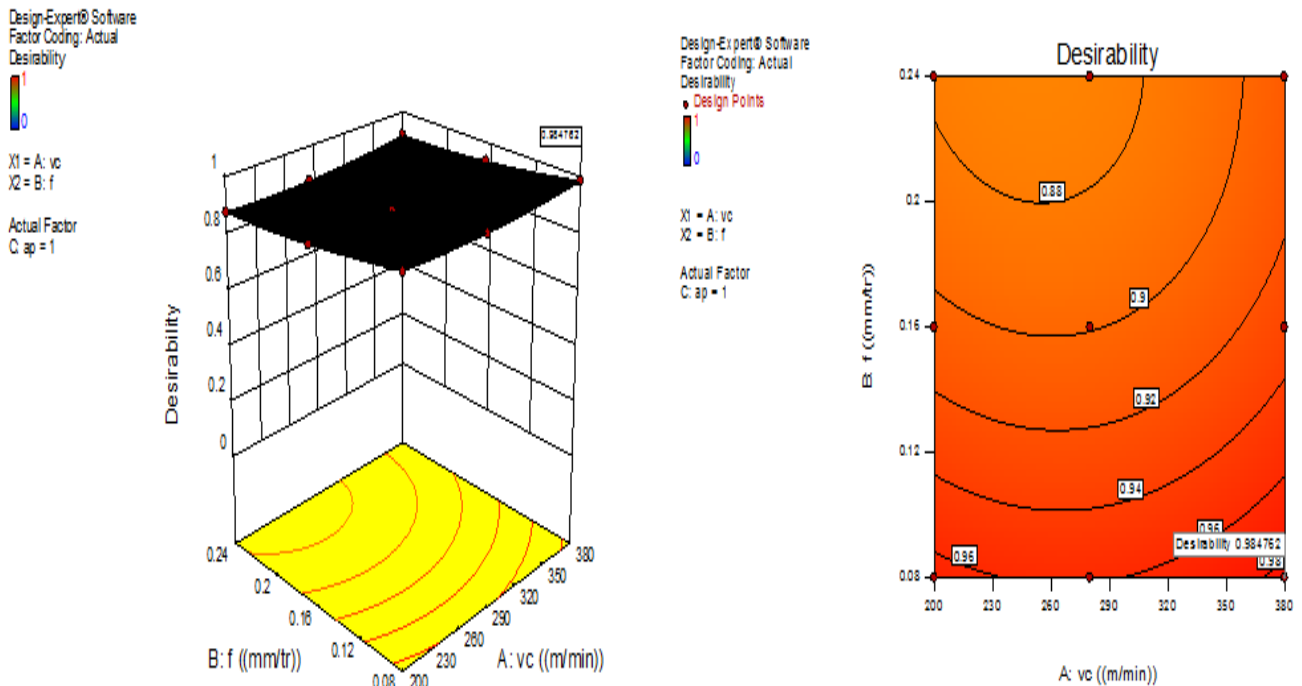 Design-Expert® Software
Factor Coding: Actual
Desirability
1
0
X1 = A: vc
X2 = B: f
Actual Factor
C: ap = 1
0.984762
1
0.8
0.6
0.4
0.2
0
Desirability
0.24
0.2
0.16
0.12
0.08
200
230
260
290
320
350
380
B: f ((mm/tr))
A: vc ((m/min))
Design-Expert® Software
Factor Coding: Actual
Desirability
Design Points
1
0
X1 = A: vc
X2 = B: f
Actual Factor
C: ap = 1
Desirability
0.24
0.2
0.16
0.12
0.08
B: f ((mm/tr))
0.88
0.9
0.92
0.94
0.96
0.96
Desirability 0.984762
0.98
200
230
260
290
320
350
380
A: vc ((m/min))